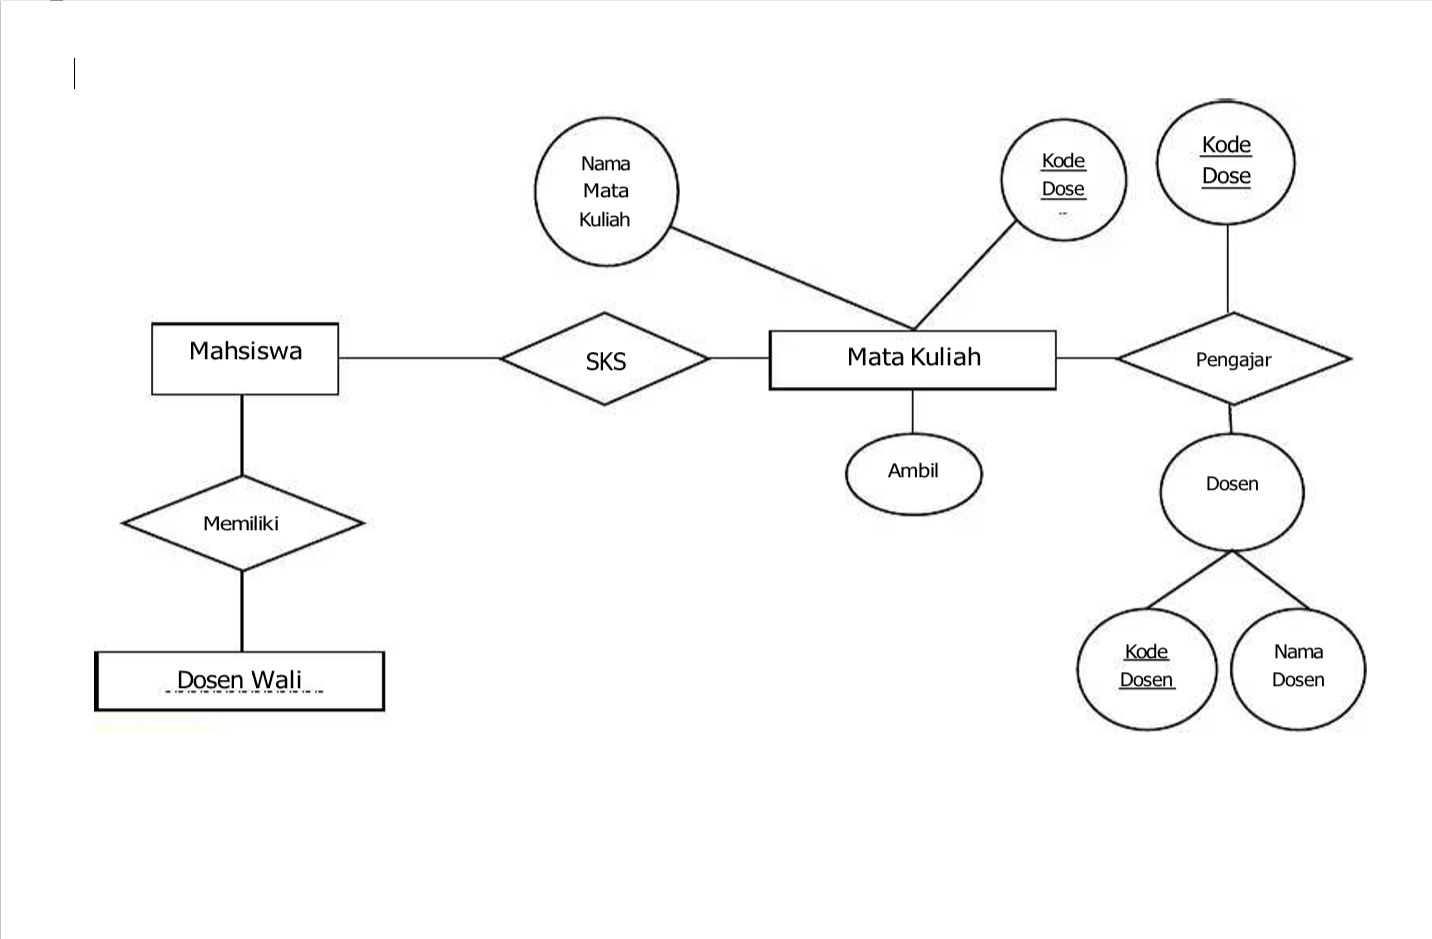 Nama
Mata
Kuliah
Kode
Dose
Kode
Dose
Mahsiswa
SKS
Mata Kuliah
Pengajar
Ambil
Dosen
Memiliki
Dosen Wali
Kode
Dosen
Nama
Dosen